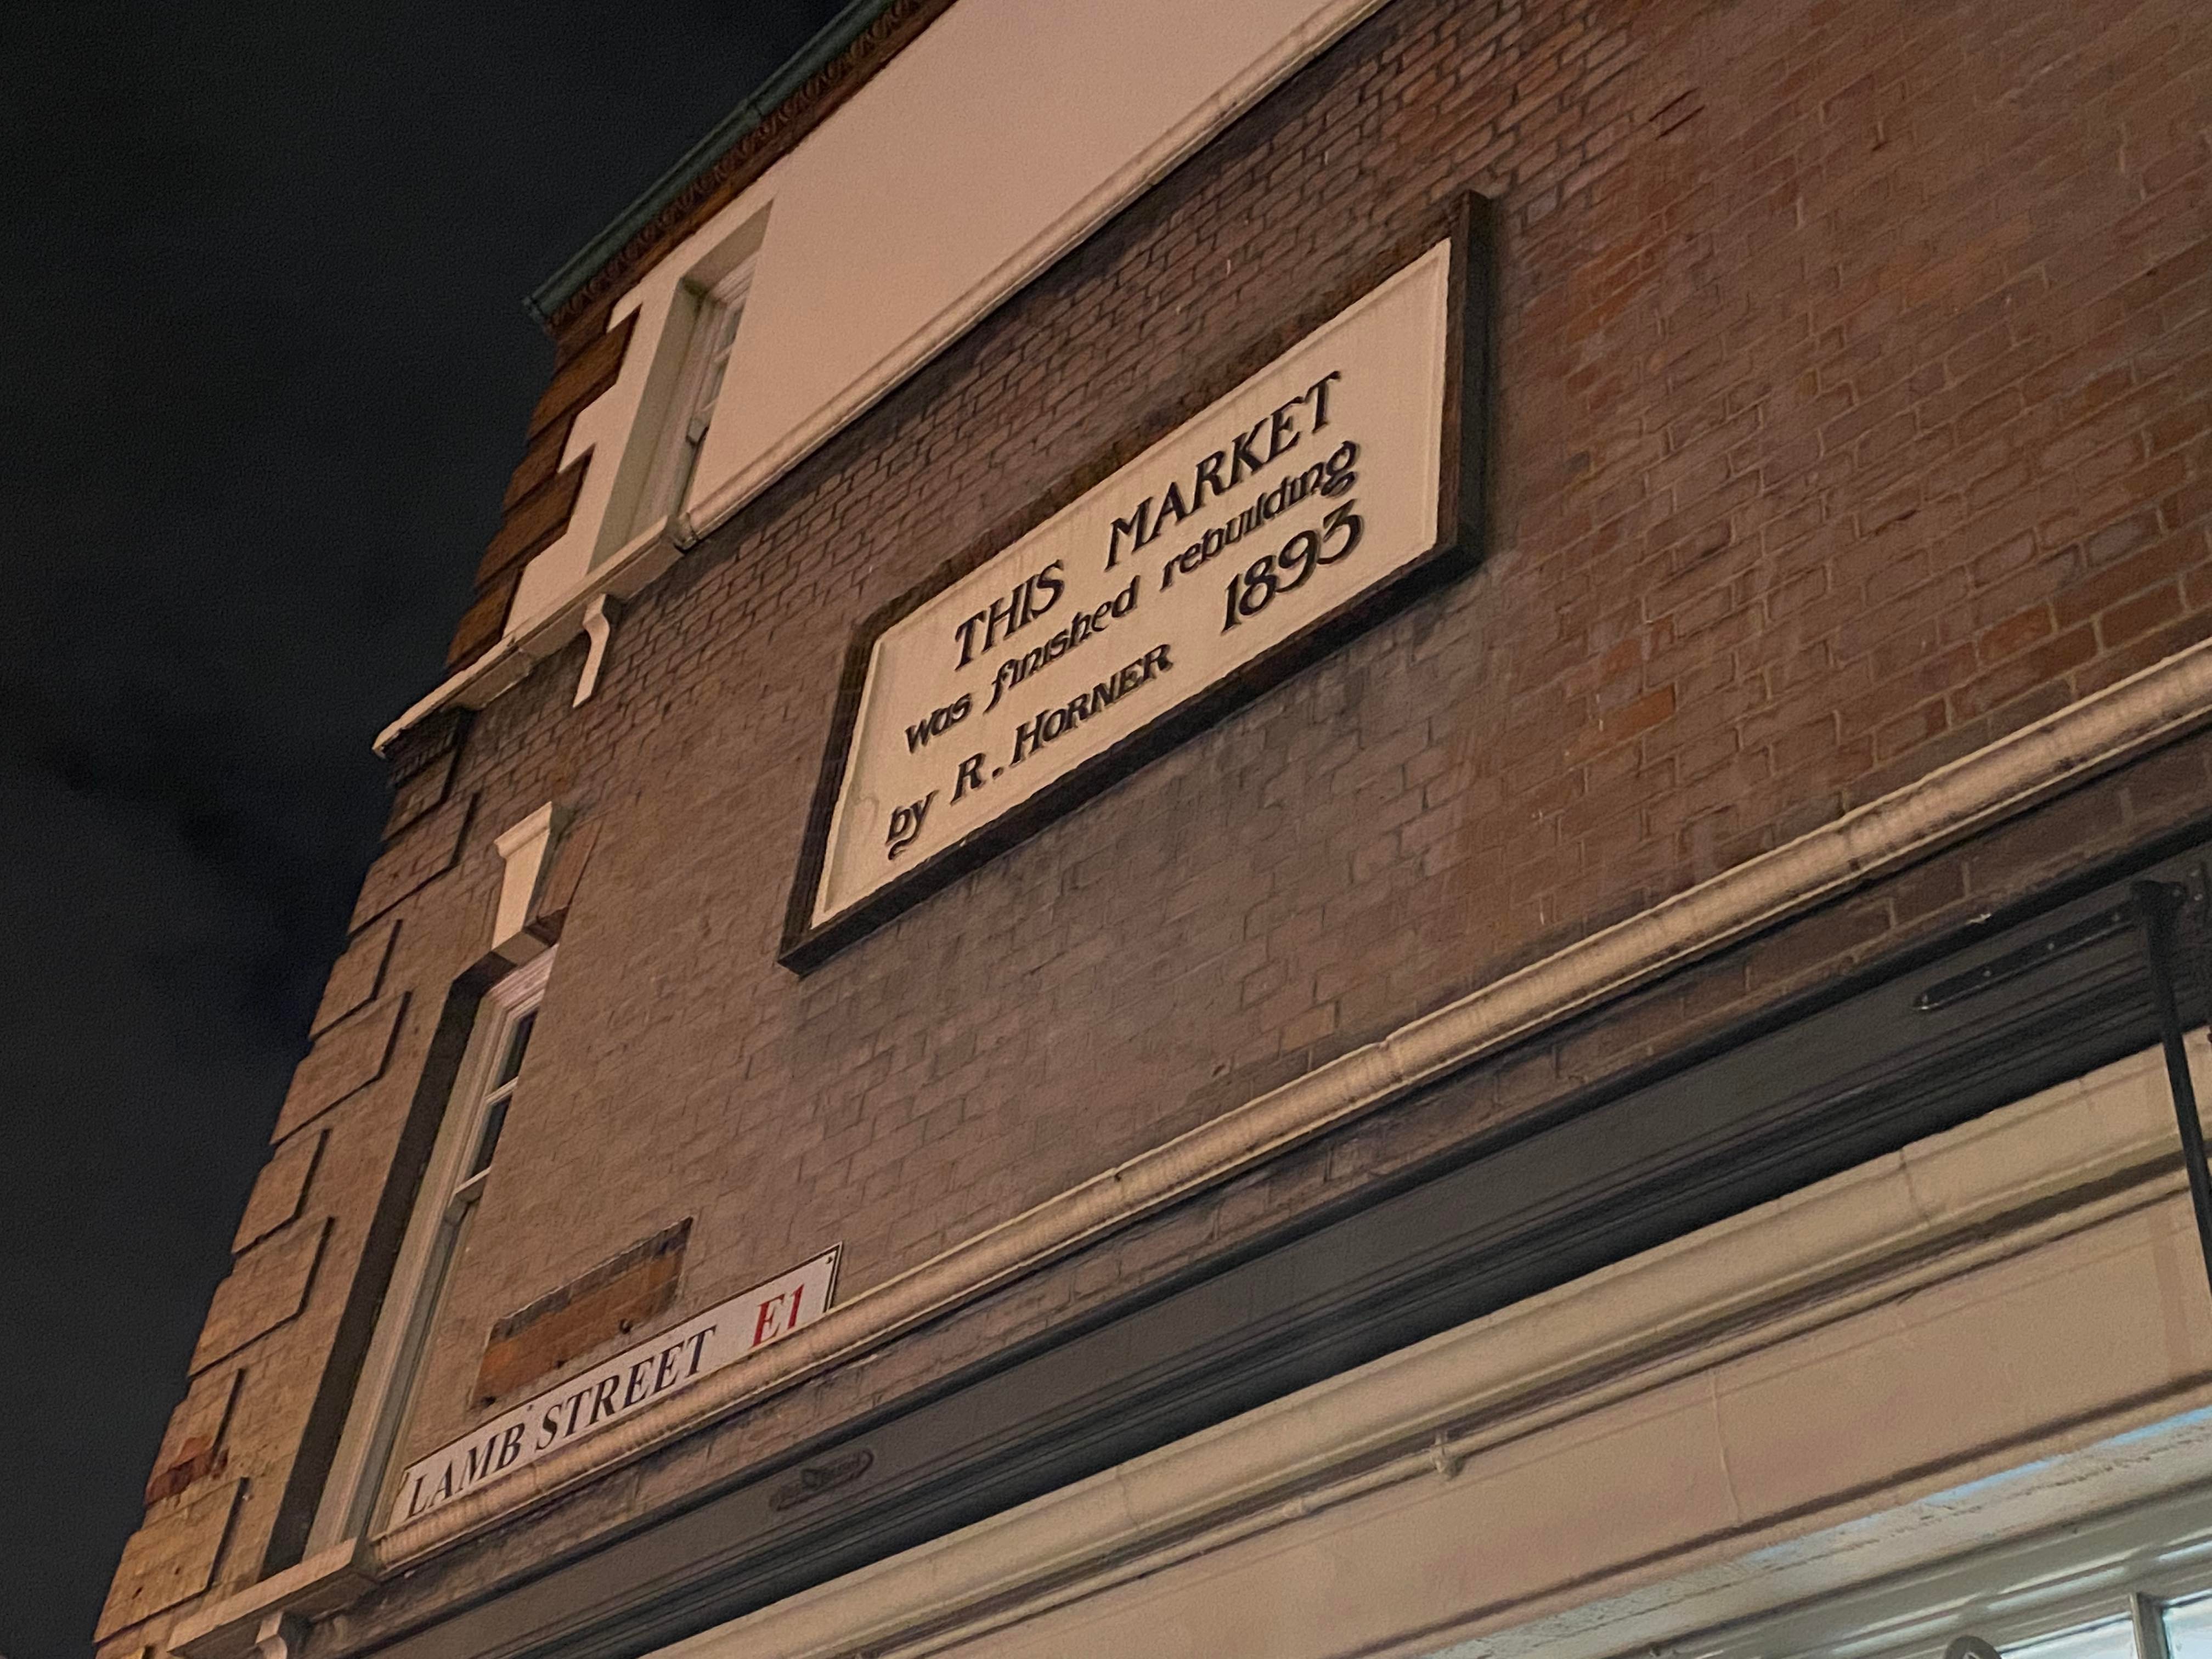 THIS MARKET
was finished rebuilding
by R. HORNER 1893
LAMB STREET E1